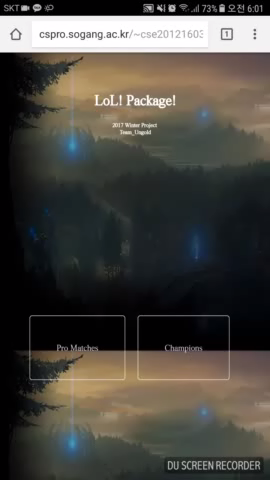 SKT 73% 오전 6:01
cspro.sogang.ac.kr/~cse20121603
1
LoL! Package!
2017 Winter Project
Team_Ungold
Pro Matches
Champions
DU SCREEN RECORDER